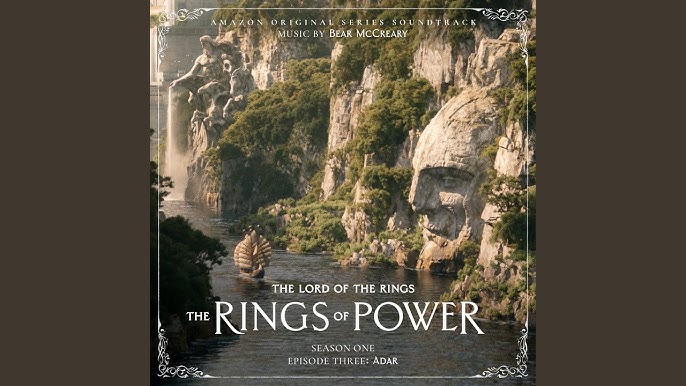 AMAZON ORIGINAL SERIES SOUNDTRACK
MUSIC BY BEAR MCCREARY
THE LORD OF THE RINGS
THE RINGS OF POWER
SEASON ONE
EPISODE THREE: ADAR